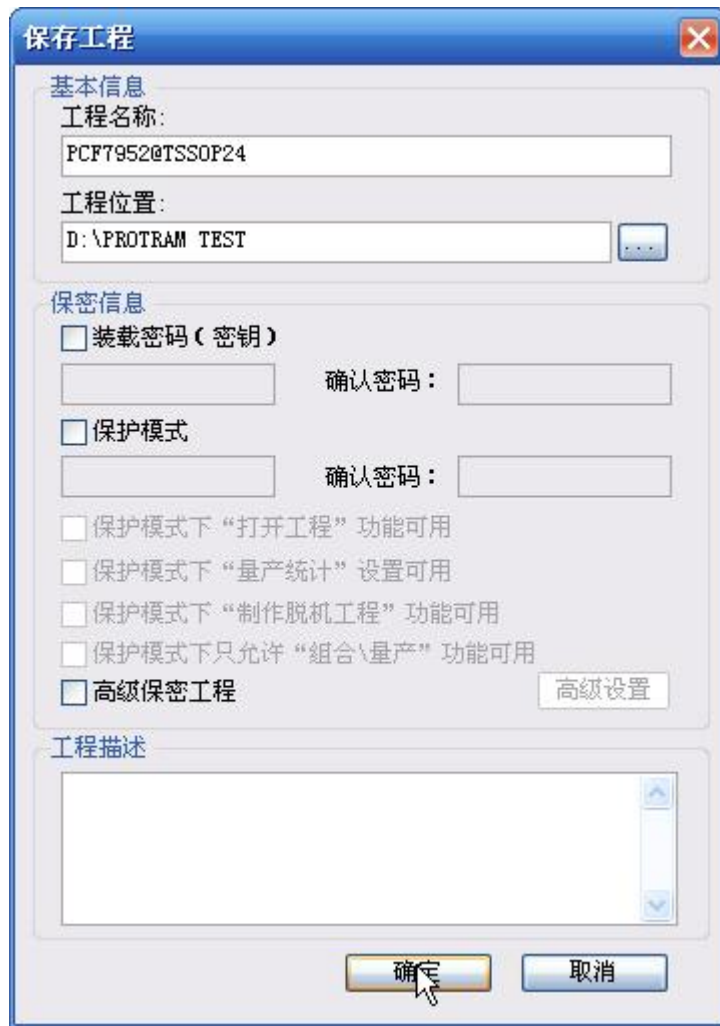 保存工程
基本信息
工程名称:
PCF7952@TSSOP24
工程位置:
D:\PROTRAM TEST
...
保密信息
装载密码(密钥)
确认密码:
保护模式
确认密码:
保护模式下“打开工程”功能可用
保护模式下“量产统计”设置可用
保护模式下“制作脱机工程”功能可用
保护模式下只允许“组合\量产”功能可用
高级保密工程 高级设置
工程描述
确定 取消